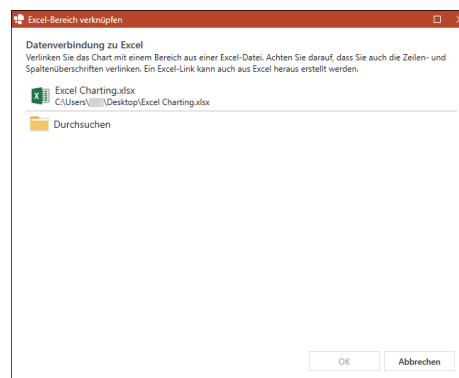 Excel-Bereich verknüpfen
Datenverbindung zu Excel
Verlinken Sie das Chart mit einem Bereich aus einer Excel-Datei. Achten Sie darauf, dass Sie auch die Zeilen- und
Spaltenüberschriften verlinken. Ein Excel-Link kann auch aus Excel heraus erstellt werden.
Excel Charting.xlsx
C:\Users\ \Desktop\Excel Charting.xlsx
Durchsuchen
OK Abbrechen